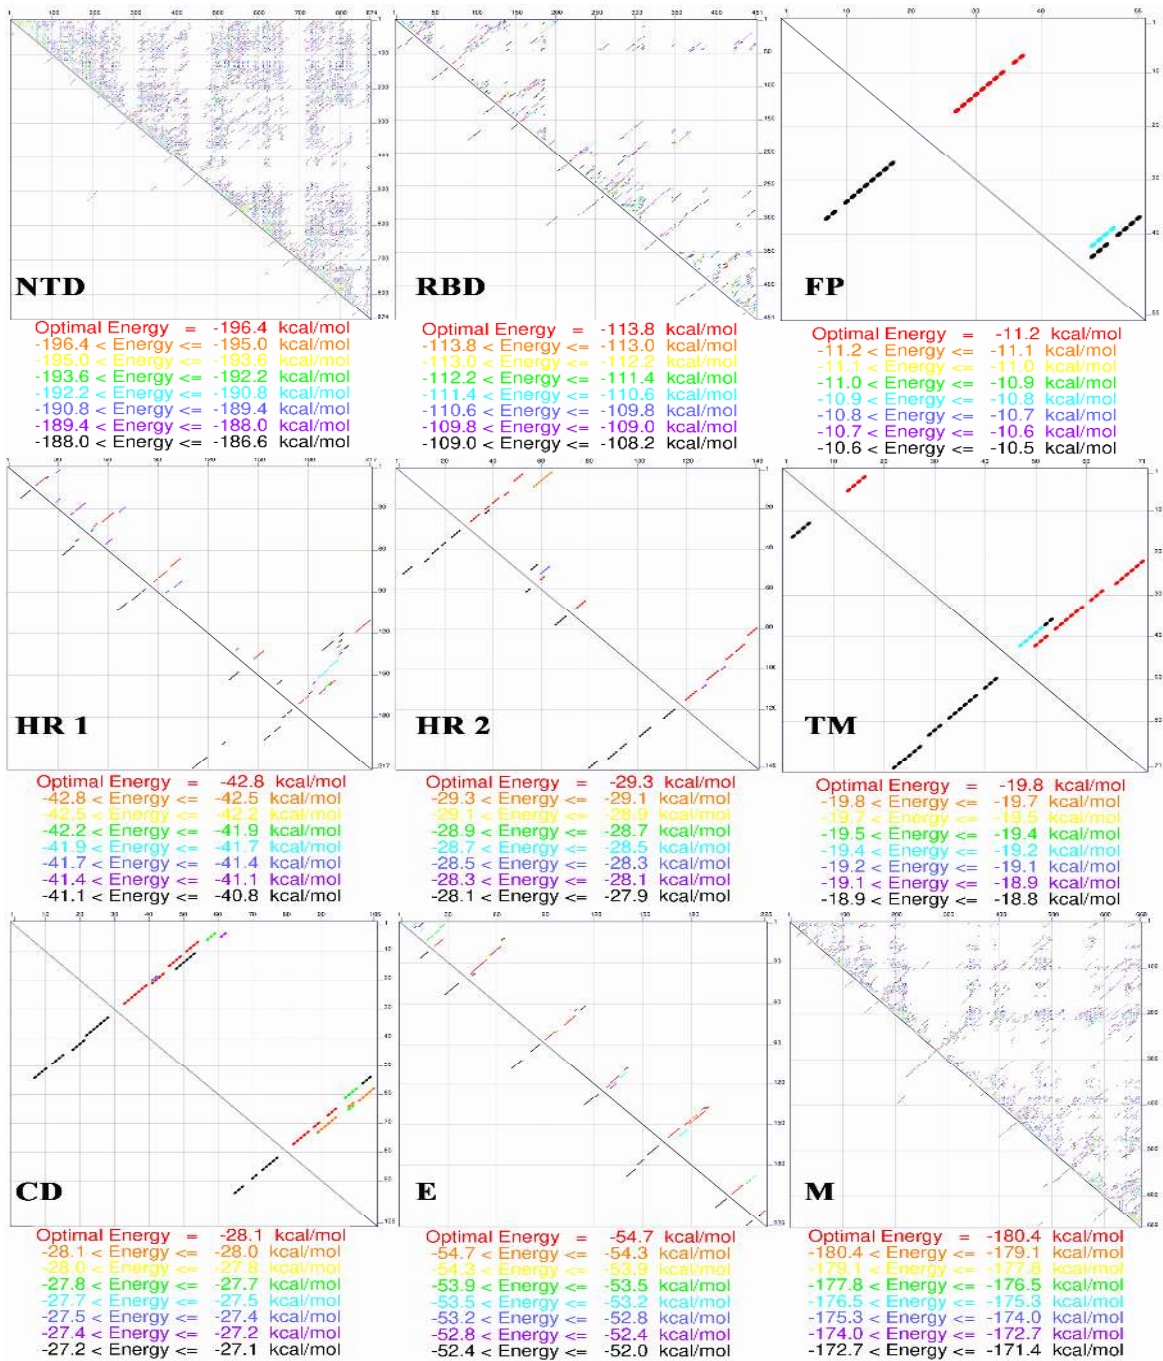 NTD
RBD
FP
Optimal Energy = -196.4 kcal/mol
-196.4 < Energy <= -195.0 kcal/mol
-195.0 < Energy <= -193.6 kcal/mol
-193.6 < Energy <= -192.2 kcal/mol
-192.2 < Energy <= -190.8 kcal/mol
-190.8 < Energy <= -189.4 kcal/mol
-189.4 < Energy <= -188.0 kcal/mol
-188.0 < Energy <= -186.6 kcal/mol
Optimal Energy = -113.8 kcal/mol
-113.8 < Energy <= -113.0 kcal/mol
-113.0 < Energy <= -112.2 kcal/mol
-112.2 < Energy <= -111.4 kcal/mol
-111.4 < Energy <= -110.6 kcal/mol
-110.6 < Energy <= -109.8 kcal/mol
-109.8 < Energy <= -109.0 kcal/mol
-109.0 < Energy <= -108.2 kcal/mol
Optimal Energy = -11.2 kcal/mol
-11.2 < Energy <= -11.1 kcal/mol
-11.1 < Energy <= -11.0 kcal/mol
-11.0 < Energy <= -10.9 kcal/mol
-10.9 < Energy <= -10.8 kcal/mol
-10.8 < Energy <= -10.7 kcal/mol
-10.7 < Energy <= -10.6 kcal/mol
-10.6 < Energy <= -10.5 kcal/mol
HR 1
HR 2
TM
Optimal Energy = -42.8 kcal/mol
-42.8 < Energy <= -42.5 kcal/mol
-42.5 < Energy <= -42.2 kcal/mol
-42.2 < Energy <= -41.9 kcal/mol
-41.9 < Energy <= -41.7 kcal/mol
-41.7 < Energy <= -41.4 kcal/mol
-41.4 < Energy <= -41.1 kcal/mol
-41.1 < Energy <= -40.8 kcal/mol
Optimal Energy = -29.3 kcal/mol
-29.3 < Energy <= -29.1 kcal/mol
-29.1 < Energy <= -28.9 kcal/mol
-28.9 < Energy <= -28.7 kcal/mol
-28.7 < Energy <= -28.5 kcal/mol
-28.5 < Energy <= -28.3 kcal/mol
-28.3 < Energy <= -28.1 kcal/mol
-28.1 < Energy <= -27.9 kcal/mol
Optimal Energy = -19.8 kcal/mol
-19.8 < Energy <= -19.7 kcal/mol
-19.7 < Energy <= -19.5 kcal/mol
-19.5 < Energy <= -19.4 kcal/mol
-19.4 < Energy <= -19.2 kcal/mol
-19.2 < Energy <= -19.1 kcal/mol
-19.1 < Energy <= -18.9 kcal/mol
-18.9 < Energy <= -18.8 kcal/mol
CD
E
M
Optimal Energy = -28.1 kcal/mol
-28.1 < Energy <= -28.0 kcal/mol
-28.0 < Energy <= -27.8 kcal/mol
-27.8 < Energy <= -27.7 kcal/mol
-27.7 < Energy <= -27.5 kcal/mol
-27.5 < Energy <= -27.4 kcal/mol
-27.4 < Energy <= -27.2 kcal/mol
-27.2 < Energy <= -27.1 kcal/mol
Optimal Energy = -54.7 kcal/mol
-54.7 < Energy <= -54.3 kcal/mol
-54.3 < Energy <= -53.9 kcal/mol
-53.9 < Energy <= -53.5 kcal/mol
-53.5 < Energy <= -53.2 kcal/mol
-53.2 < Energy <= -52.8 kcal/mol
-52.8 < Energy <= -52.4 kcal/mol
-52.4 < Energy <= -52.0 kcal/mol
Optimal Energy = -180.4 kcal/mol
-180.4 < Energy <= -179.1 kcal/mol
-179.1 < Energy <= -177.8 kcal/mol
-177.8 < Energy <= -176.5 kcal/mol
-176.5 < Energy <= -175.3 kcal/mol
-175.3 < Energy <= -174.0 kcal/mol
-174.0 < Energy <= -172.7 kcal/mol
-172.7 < Energy <= -171.4 kcal/mol